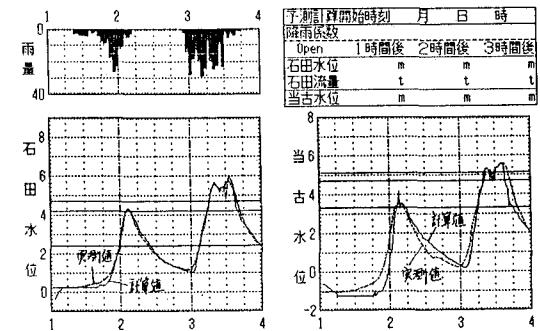 1 2 3 4
雨量
0
40
予測計算開始時刻 月 日 時
降雨係数
Open 1時間後 2時間後 3時間後
石田水位 m m m
石田流量 t t t
当古水位 m m m
石田水位
8
6
4
2
0
実測値
計算値
1 2 3 4
当古水位
8
6
4
2
0
-2
計算値
実測値
1 2 3 4